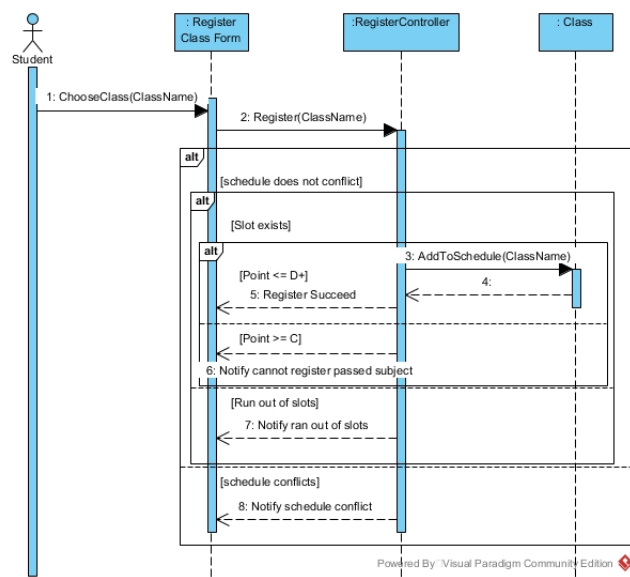 : Register
Class Form
:RegisterController
: Class
Student
1: ChooseClass(ClassName)
2: Register(ClassName)
alt
[schedule does not conflict]
alt
[Slot exists]
alt
3: AddToSchedule(ClassName)
[Point <= D+]
4:
5: Register Succeed
[Point >= C]
6: Notify cannot register passed subject
[Run out of slots]
7: Notify ran out of slots
[schedule conflicts]
8: Notify schedule conflict
Powered By Visual Paradigm Community Edition